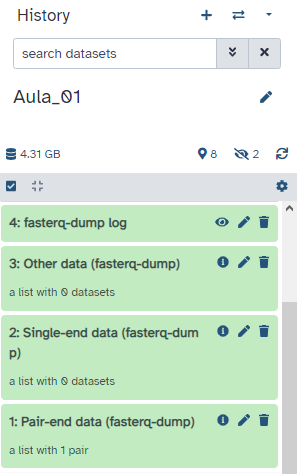 History
search datasets
Aula_01
4.31 GB
8
2
4: fasterq-dump log
3: Other data (fasterq-dump)
a list with 0 datasets
2: Single-end data (fasterq-dum
p)
a list with 0 datasets
1: Pair-end data (fasterq-dump)
a list with 1 pair